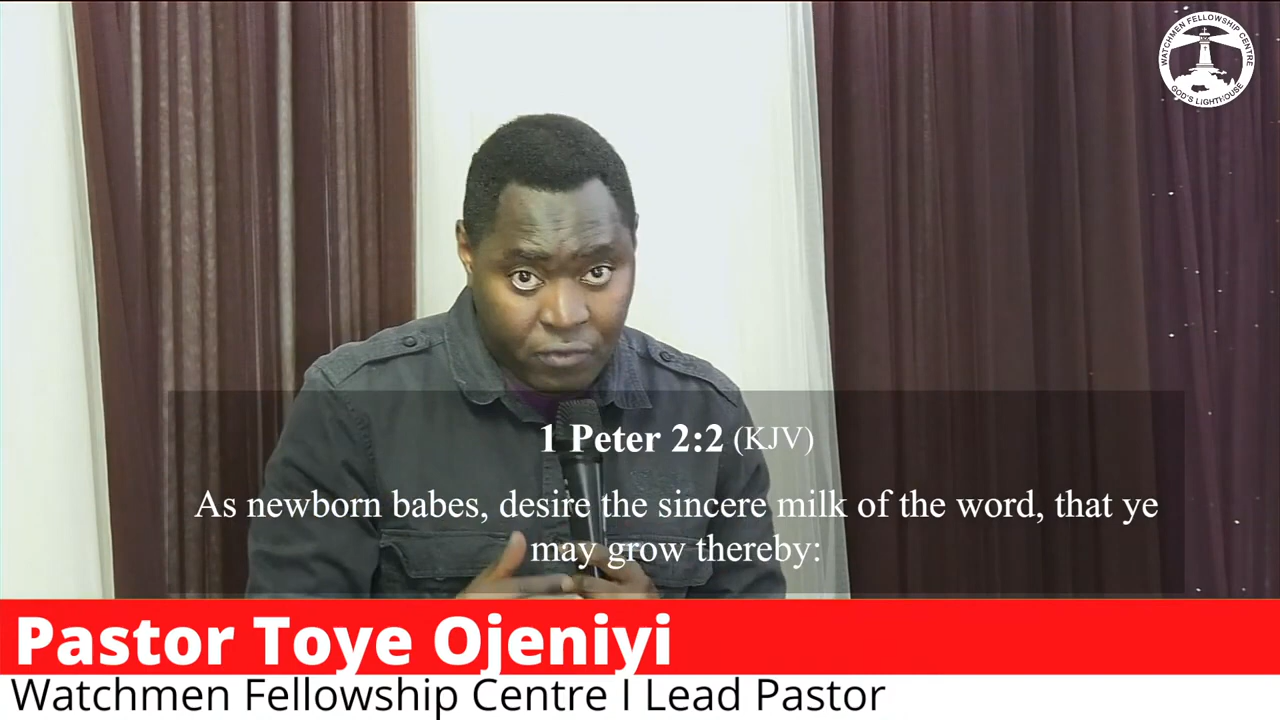 WATCHMEN FELLOWSHIP CENTRE
GOD'S LIGHTHOUSE
1 Peter 2:2 (KJV)
As newborn babes, desire the sincere milk of the word, that ye
may grow thereby:
Pastor Toye Ojeniyi
Watchmen Fellowship Centre I Lead Pastor